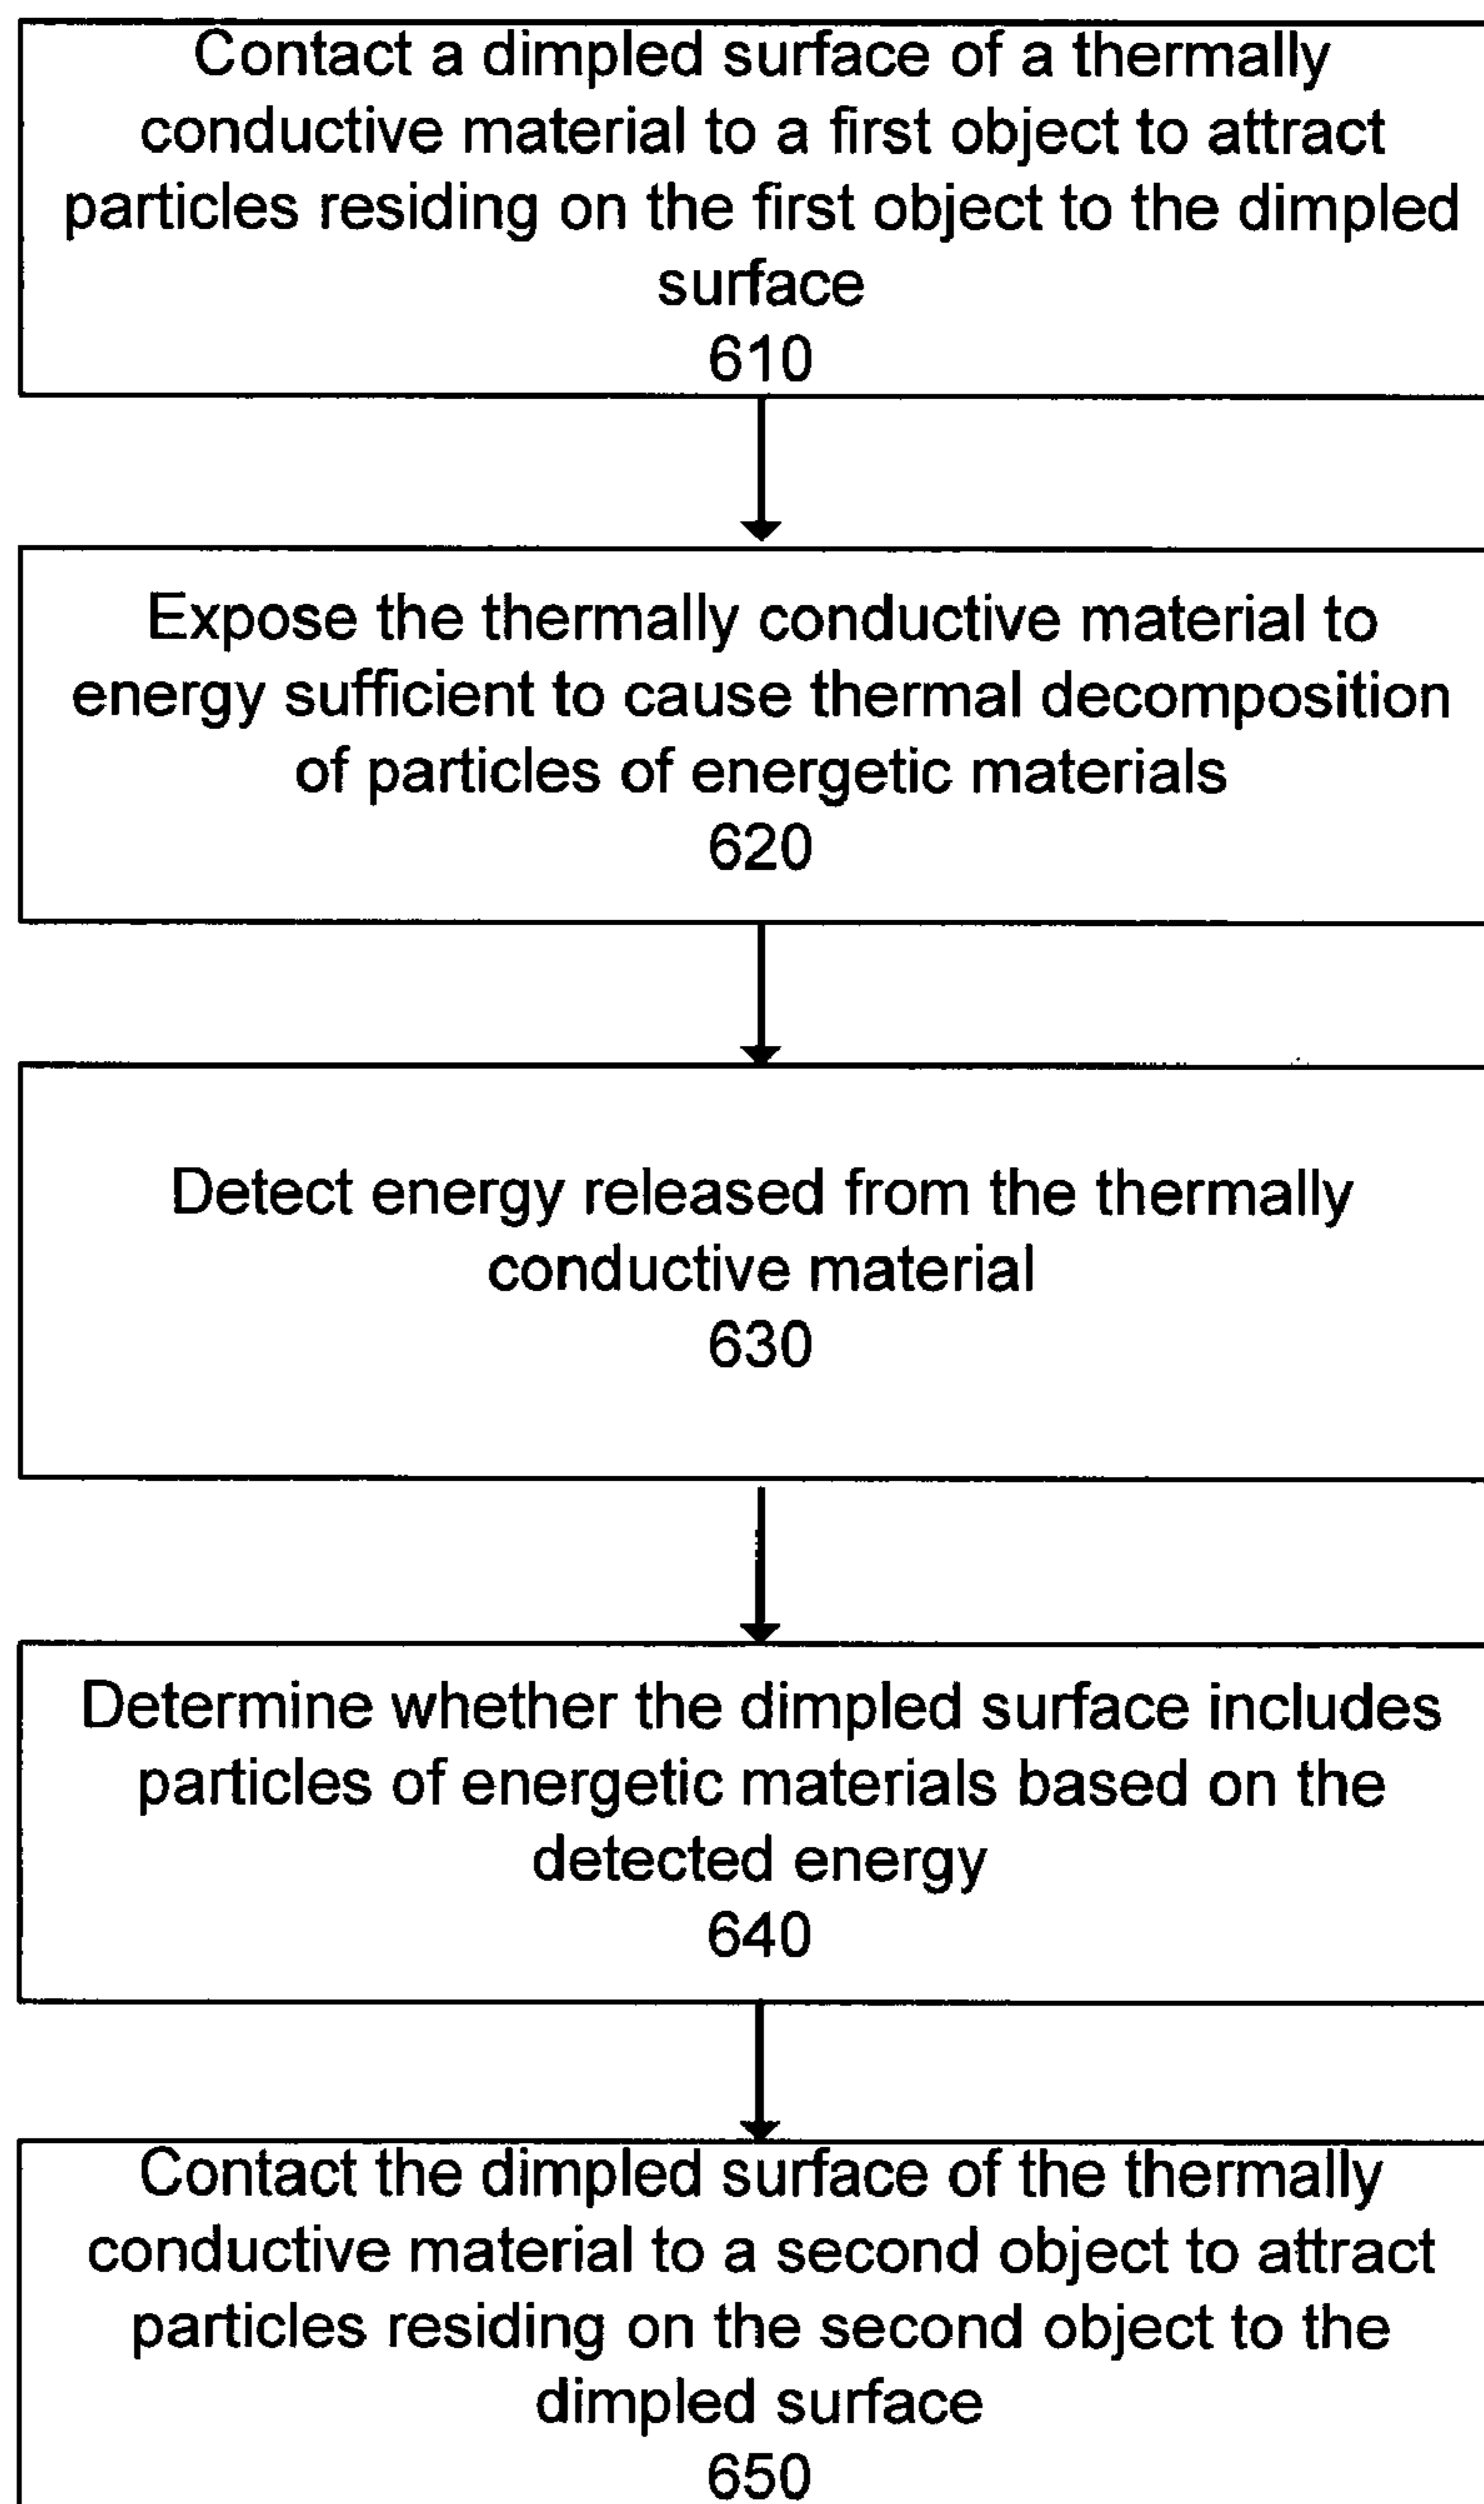 Contact a dimpled surface of a thermally
conductive material to a first object to attract
particles residing on the first object to the dimpled
surface
610
Expose the thermally conductive material to
energy sufficient to cause thermal decomposition
of particles of energetic materials
620
Detect energy released from the thermally
conductive material
630
Determine whether the dimpled surface includes
particles of energetic materials based on the
detected energy
640
Contact the dimpled surface of the thermally
conductive material to a second object to attract
particles residing on the second object to the
dimpled surface
650